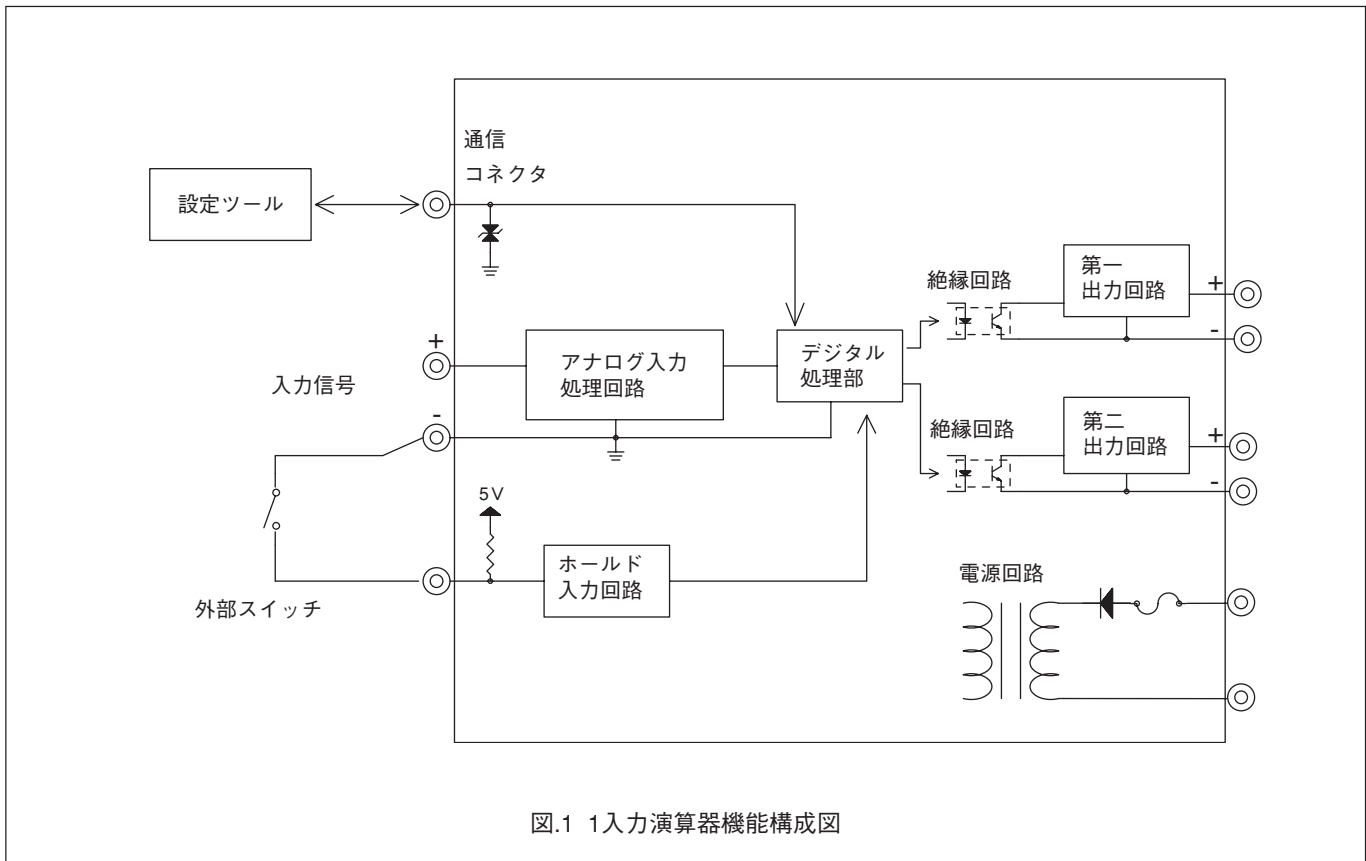 通信
コネクタ
設定ツール
絶縁回路
第一
出力回路
+
-
+
入力信号
-
アナログ入力
処理回路
デジタル
処理部
絶縁回路
第二
出力回路
+
-
5V
ホールド
入力回路
外部スイッチ
電源回路
図.1 1入力演算器機能構成図